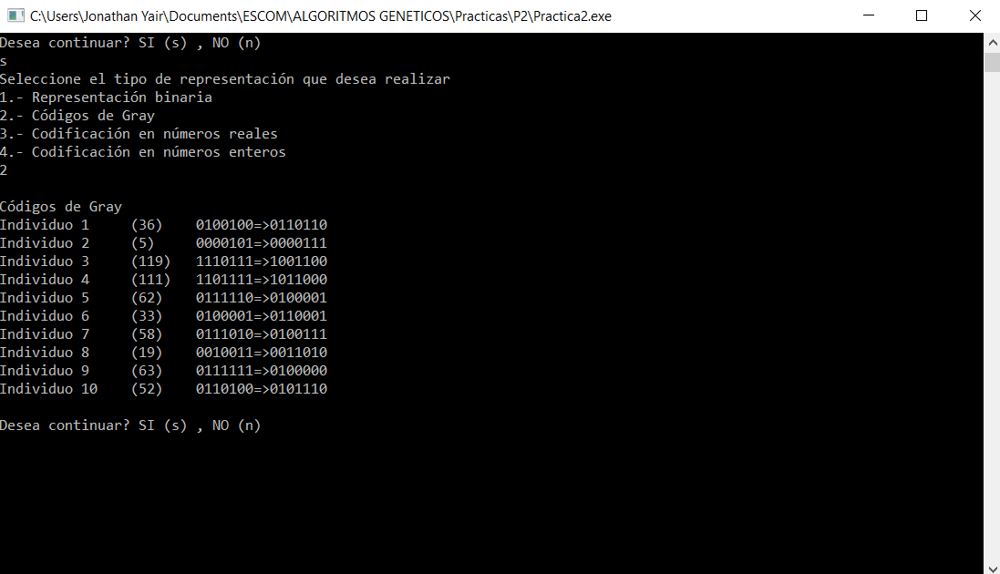 C:\Users\Jonathan Yair\Documents\ESCOM\ALGORITMOS GENETICOS\Practicas\P2\Practica2.exe
Desea continuar? SI (s) , NO (n)
s
Seleccione el tipo de representación que desea realizar
1.- Representación binaria
2.- Códigos de Gray
3.- Codificación en números reales
4.- Codificación en números enteros
2
Códigos de Gray
Individuo 1 (36) 0100100=>0110110
Individuo 2 (5) 0000101=>0000111
Individuo 3 (119) 1110111=>1001100
Individuo 4 (111) 1101111=>1011000
Individuo 5 (62) 0111110=>0100001
Individuo 6 (33) 0100001=>0110001
Individuo 7 (58) 0111010=>0100111
Individuo 8 (19) 0010011=>0011010
Individuo 9 (63) 0111111=>0100000
Individuo 10 (52) 0110100=>0101110
Desea continuar? SI (s) , NO (n)